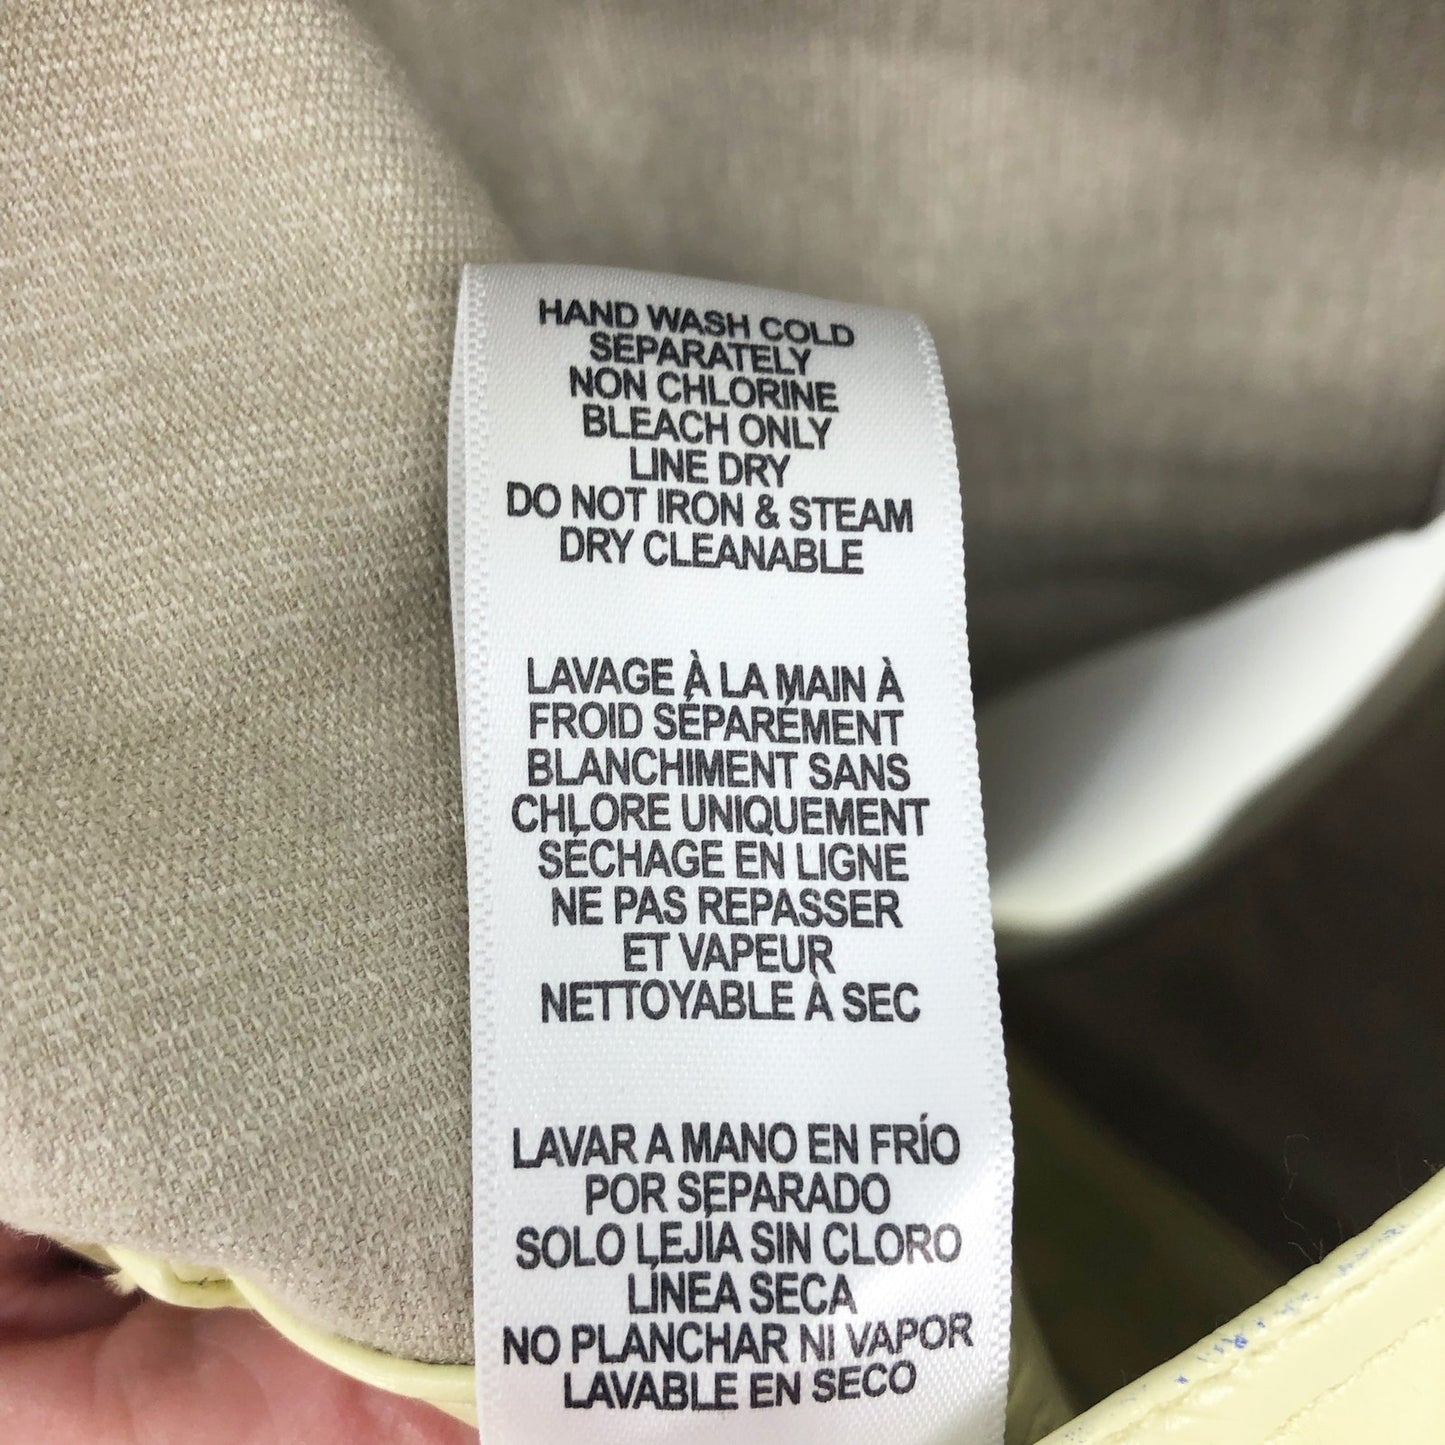 HAND WASH COLD
SEPARATELY
NON CHLORINE
BLEACH ONLY
LINE DRY
DO NOT IRON & STEAM
DRY CLEANABLE
LAVAGE À LA MAIN À
FROID SÉPARÉMENT
BLANCHIMENT SANS
CHLORE UNIQUEMENT
SÉCHAGE EN LIGNE
NE PAS REPASSER
ET VAPEUR
NETTOYABLE À SEC
LAVAR A MANO EN FRÍO
POR SEPARADO
SOLO LEJÍA SIN CLORO
LÍNEA SECA
NO PLANCHAR NI VAPOR
LAVABLE EN SECO